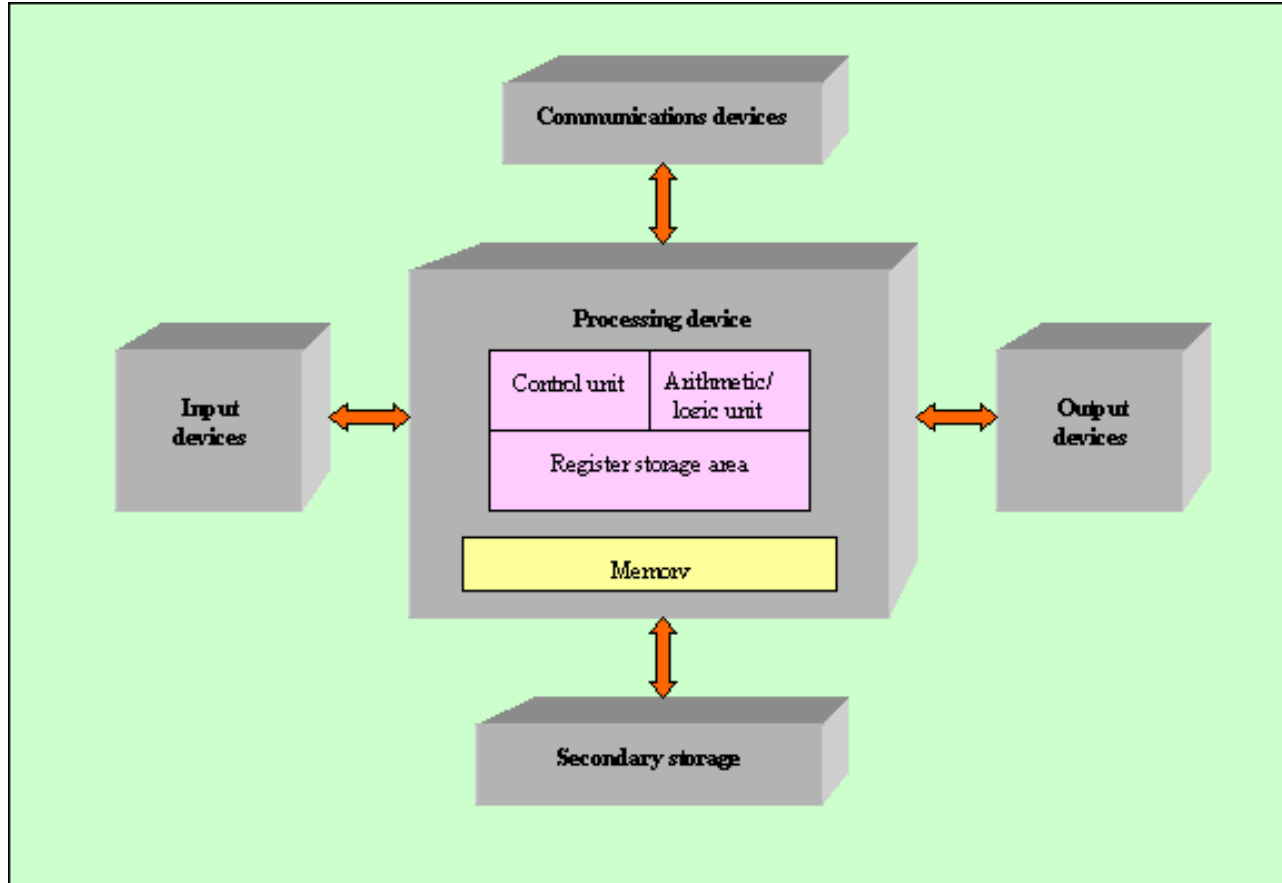 Communications devices
Processing device
Input
devices
Control unit
Arithmetic/
logic unit
Output
devices
Register storage area
Memory
Secondary storage